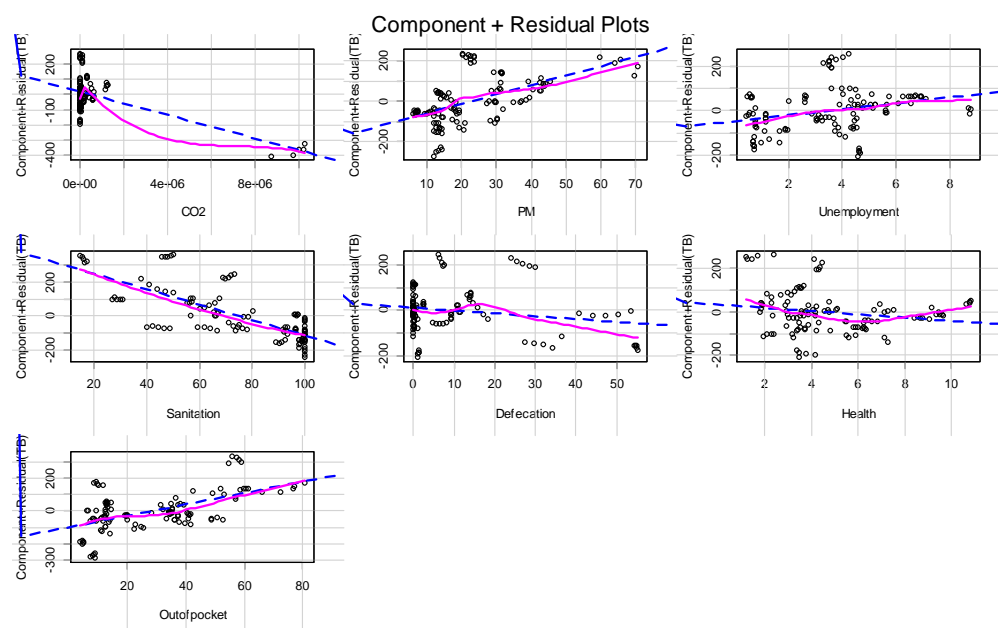 Component + Residual Plots
Component+Residual(TB)
200
-100
-400
0e+00 4e+06 8e+06
CO2
Component+Residual(TB)
200
0
-200
10 20 30 40 50 60 70
PM
Component+Residual(TB)
200
0
-200
2 4 6 8
Unemployment
Component+Residual(TB)
200
0
-200
20 40 60 80 100
Sanitation
Component+Residual(TB)
200
0
-200
0 10 20 30 40 50
Defecation
Component+Residual(TB)
200
0
-200
2 4 6 8 10
Health
Component+Residual(TB)
200
0
-300
20 40 60 80
Outofpocket